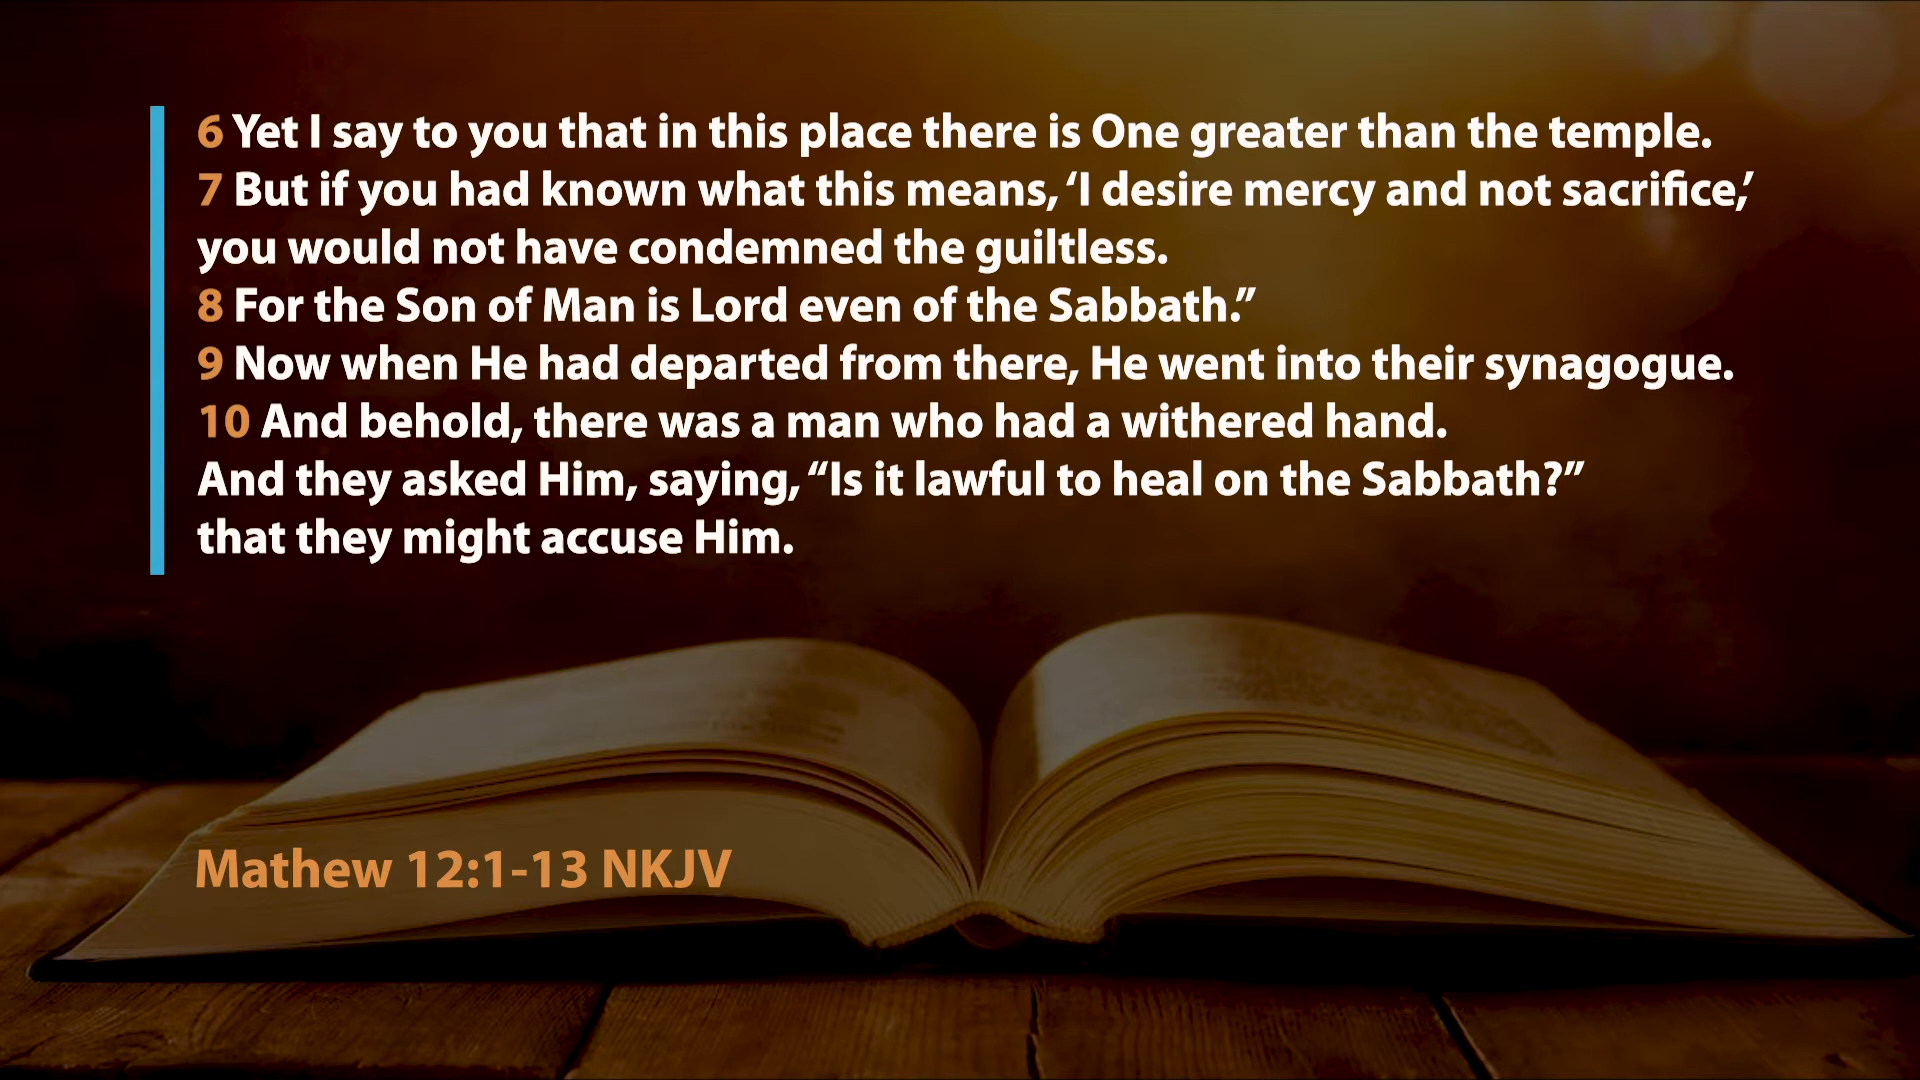 6 Yet I say to you that in this place there is One greater than the temple.
7 But if you had known what this means, ‘I desire mercy and not sacrifice,’
you would not have condemned the guiltless.
8 For the Son of Man is Lord even of the Sabbath.”
9 Now when He had departed from there, He went into their synagogue.
10 And behold, there was a man who had a withered hand.
And they asked Him, saying, “Is it lawful to heal on the Sabbath?”
that they might accuse Him.
Mathew 12:1-13 NKJV